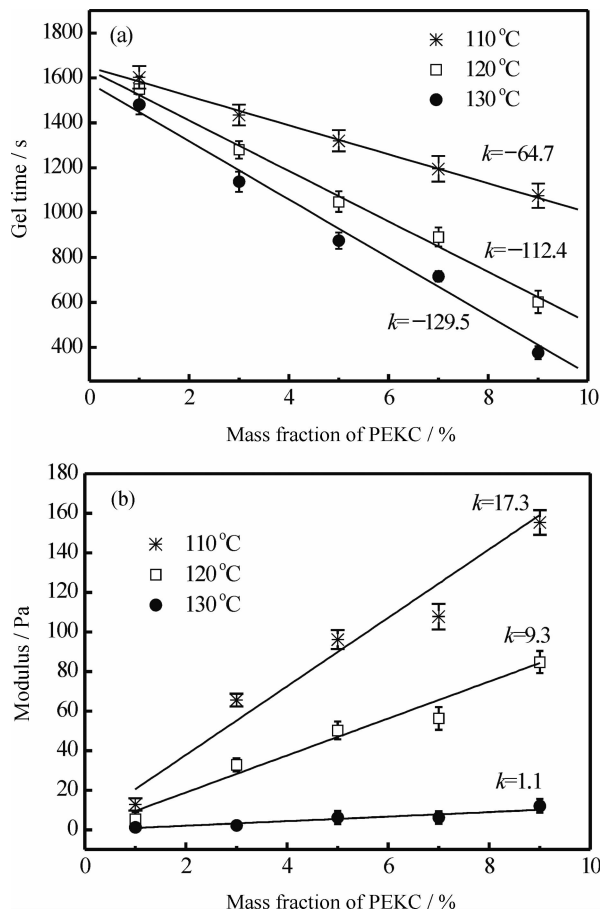 (a)
110 °C
120 °C
130 °C
1800
1600
1400
1200
1000
800
600
400
Gel time / s
k=−64.7
k=−112.4
k=−129.5
0 2 4 6 8 10
Mass fraction of PEKC / %
(b)
110 °C
120 °C
130 °C
180
160
140
120
100
80
60
40
20
0
Modulus / Pa
k=17.3
k=9.3
k=1.1
0 2 4 6 8 10
Mass fraction of PEKC / %